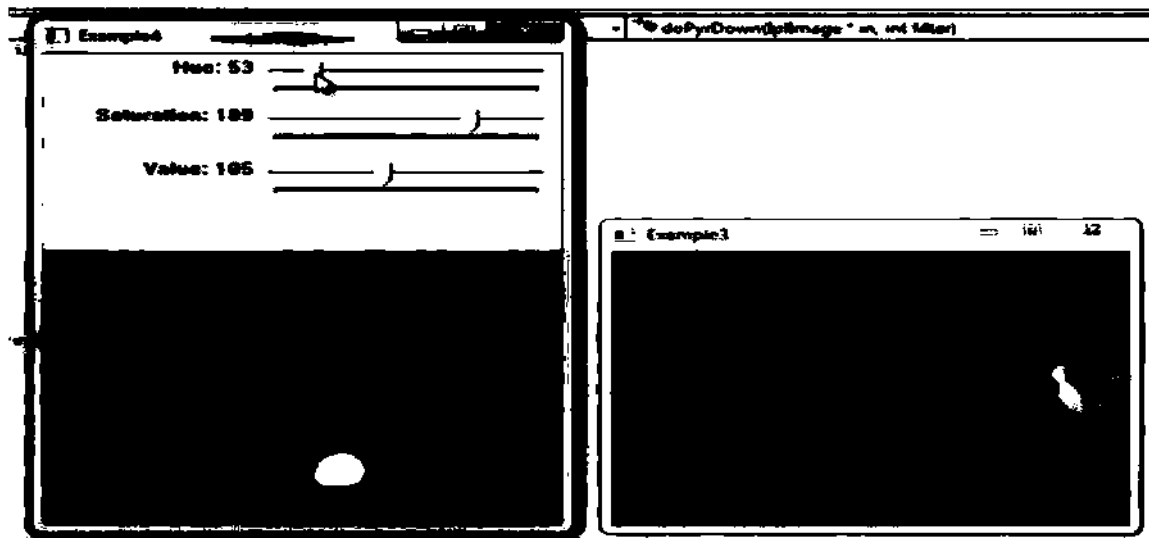 Example4
doPyrDown(IplImage * in, int filter)
Hue: 53
Saturation: 189
Value: 105
Example3